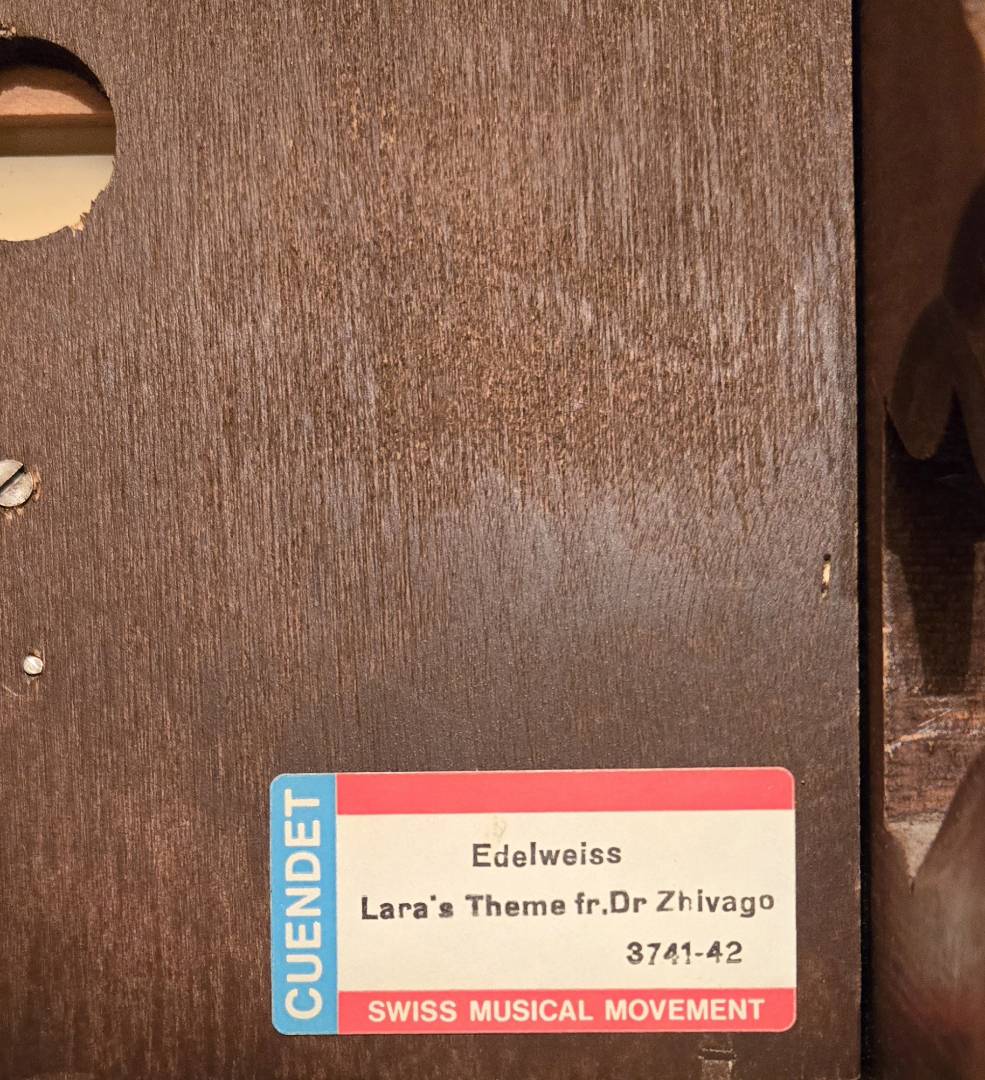 CUENDET
Edelweiss
Lara's Theme fr.Dr Zhivago
3741-42
SWISS MUSICAL MOVEMENT